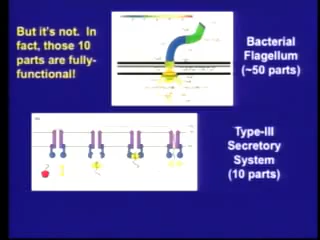 But it's not. In
fact, those 10
parts are fully-
functional!
Bacterial
Flagellum
(~50 parts)
Type-III
Secretory
System
(10 parts)